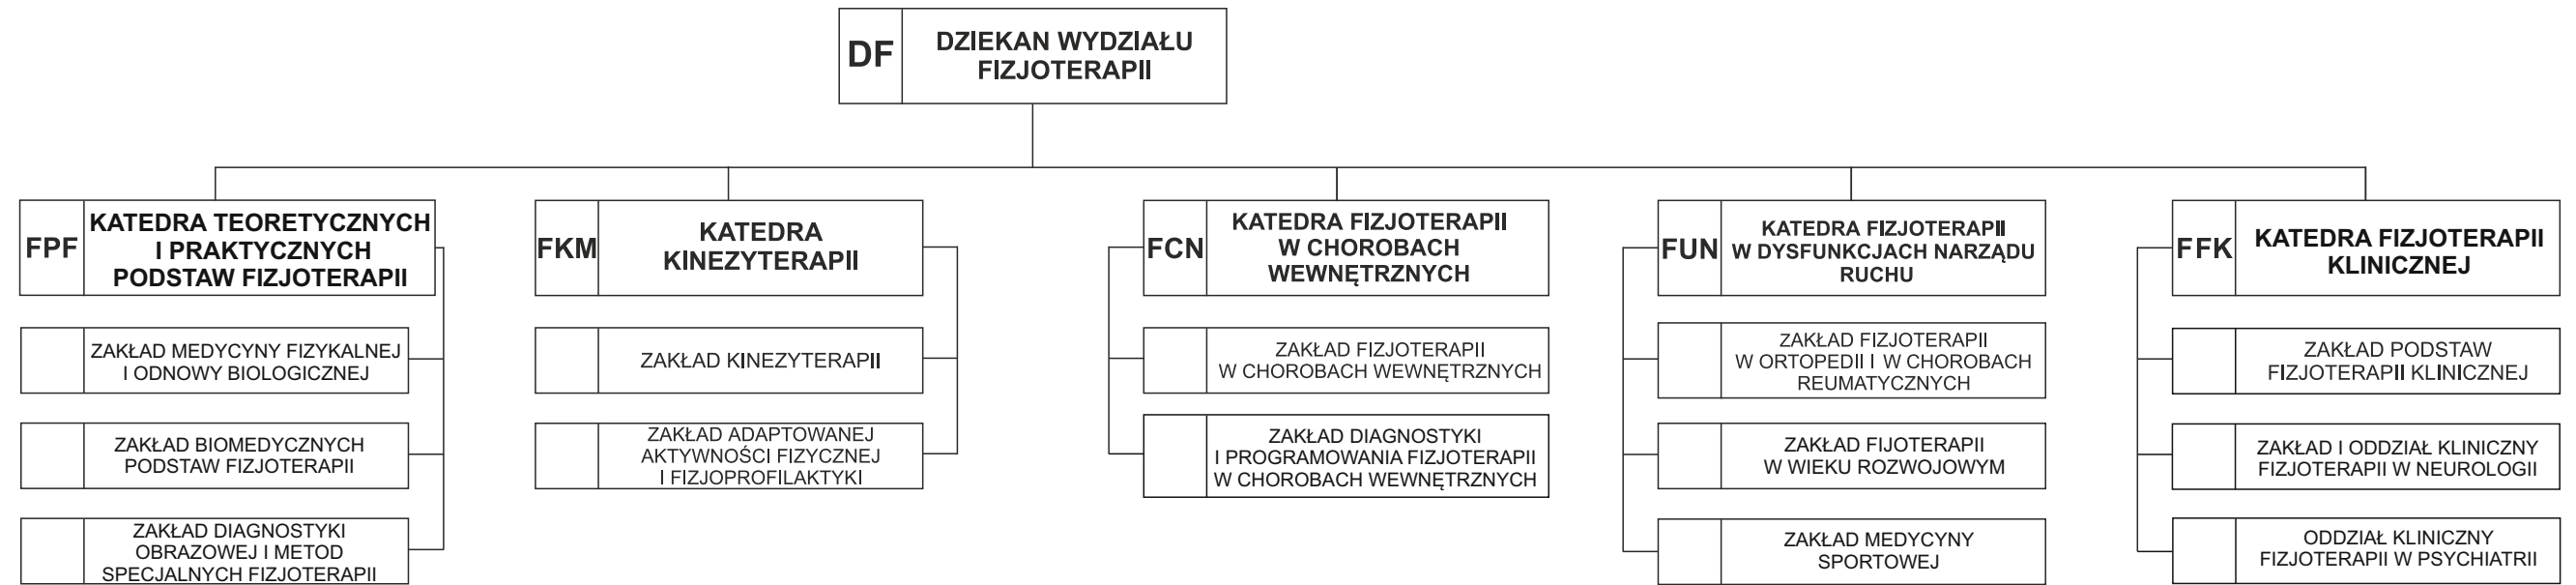 DF
DZIEKAN WYDZIAŁU
FIZJOTERAPII
FPF
KATEDRA TEORETYCZNYCH
I PRAKTYCZNYCH
PODSTAW FIZJOTERAPII
ZAKŁAD MEDYCYNY FIZYKALNEJ
I ODNOWY BIOLOGICZNEJ
ZAKŁAD BIOMEDYCZNYCH
PODSTAW FIZJOTERAPII
ZAKŁAD DIAGNOSTYKI
OBRAZOWEJ I METOD
SPECJALNYCH FIZJOTERAPII
FKM
KATEDRA
KINEZYTERAPII
ZAKŁAD KINEZYTERAPII
ZAKŁAD ADAPTOWANEJ
AKTYWNOŚCI FIZYCZNEJ
I FIZJOPROFILAKTYKI
FCN
KATEDRA FIZJOTERAPII
W CHOROBACH
WEWNĘTRZNYCH
ZAKŁAD FIZJOTERAPII
W CHOROBACH WEWNĘTRZNYCH
ZAKŁAD DIAGNOSTYKI
I PROGRAMOWANIA FIZJOTERAPII
W CHOROBACH WEWNĘTRZNYCH
FUN
KATEDRA FIZJOTERAPII
W DYSFUNKCJACH NARZĄDU
RUCHU
ZAKŁAD FIZJOTERAPII
W ORTOPEDII I W CHOROBACH
REUMATYCZNYCH
ZAKŁAD FIJOTERAPII
W WIEKU ROZWOJOWYM
ZAKŁAD MEDYCYNY
SPORTOWEJ
FFK
KATEDRA FIZJOTERAPII
KLINICZNEJ
ZAKŁAD PODSTAW
FIZJOTERAPII KLINICZNEJ
ZAKŁAD I ODDZIAŁ KLINICZNY
FIZJOTERAPII W NEUROLOGII
ODDZIAŁ KLINICZNY
FIZJOTERAPII W PSYCHIATRII